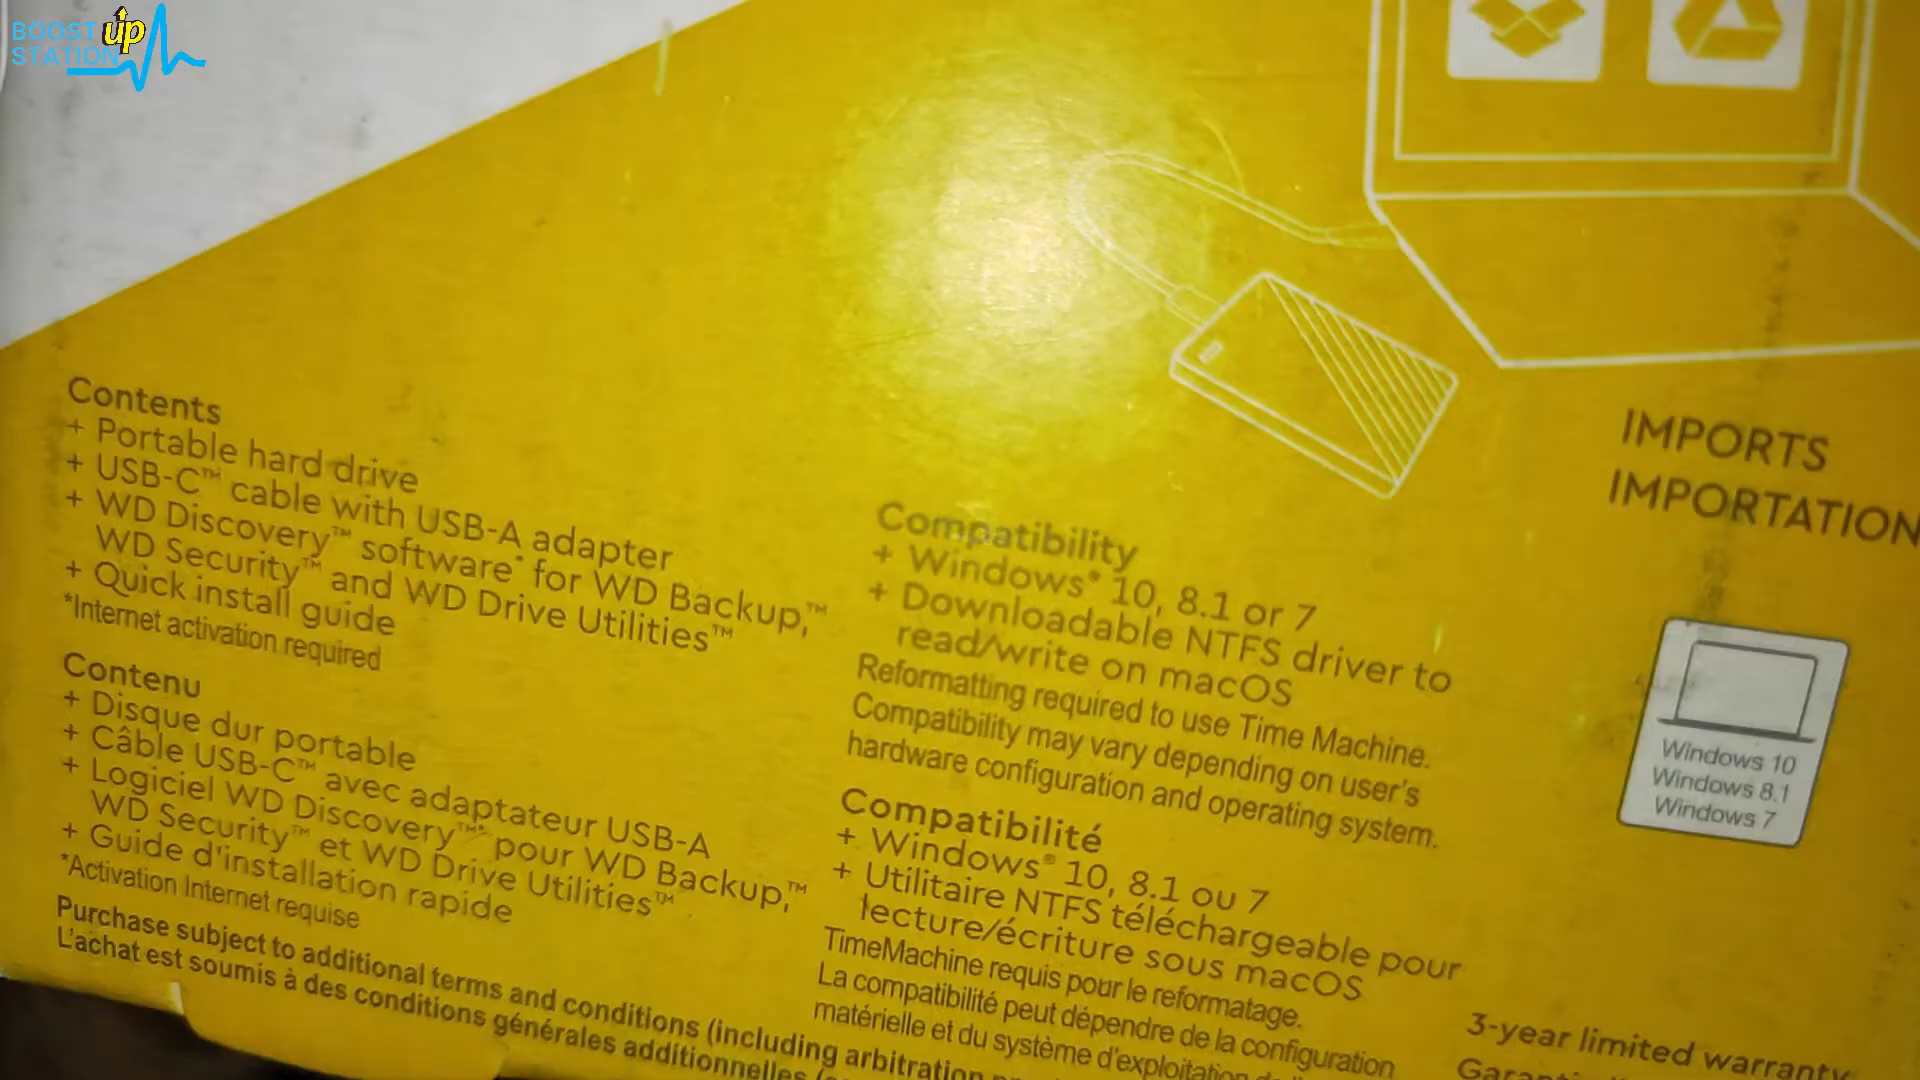 BOOST up
STATION
Contents
+ Portable hard drive
+ USB-C™ cable with USB-A adapter
+ WD Discovery™ software* for WD Backup,™
WD Security™ and WD Drive Utilities™
+ Quick install guide
*Internet activation required
Contenu
+ Disque dur portable
+ Câble USB-C™ avec adaptateur USB-A
+ Logiciel WD Discovery™* pour WD Backup,™
WD Security™ et WD Drive Utilities™
+ Guide d'installation rapide
*Activation Internet requise
Purchase subject to additional terms and conditions (including arbitration
L'achat est soumis à des conditions générales additionnelles
Compatibility
+ Windows® 10, 8.1 or 7
+ Downloadable NTFS driver to
read/write on macOS
Reformatting required to use Time Machine.
Compatibility may vary depending on user's
hardware configuration and operating system.
Compatibilité
+ Windows® 10, 8.1 ou 7
+ Utilitaire NTFS téléchargeable pour
lecture/écriture sous macOS
TimeMachine requis pour le reformatage.
La compatibilité peut dépendre de la configuration
matérielle et du système d'exploitation
IMPORTS
IMPORTATION
Windows 10
Windows 8.1
Windows 7
3-year limited warranty